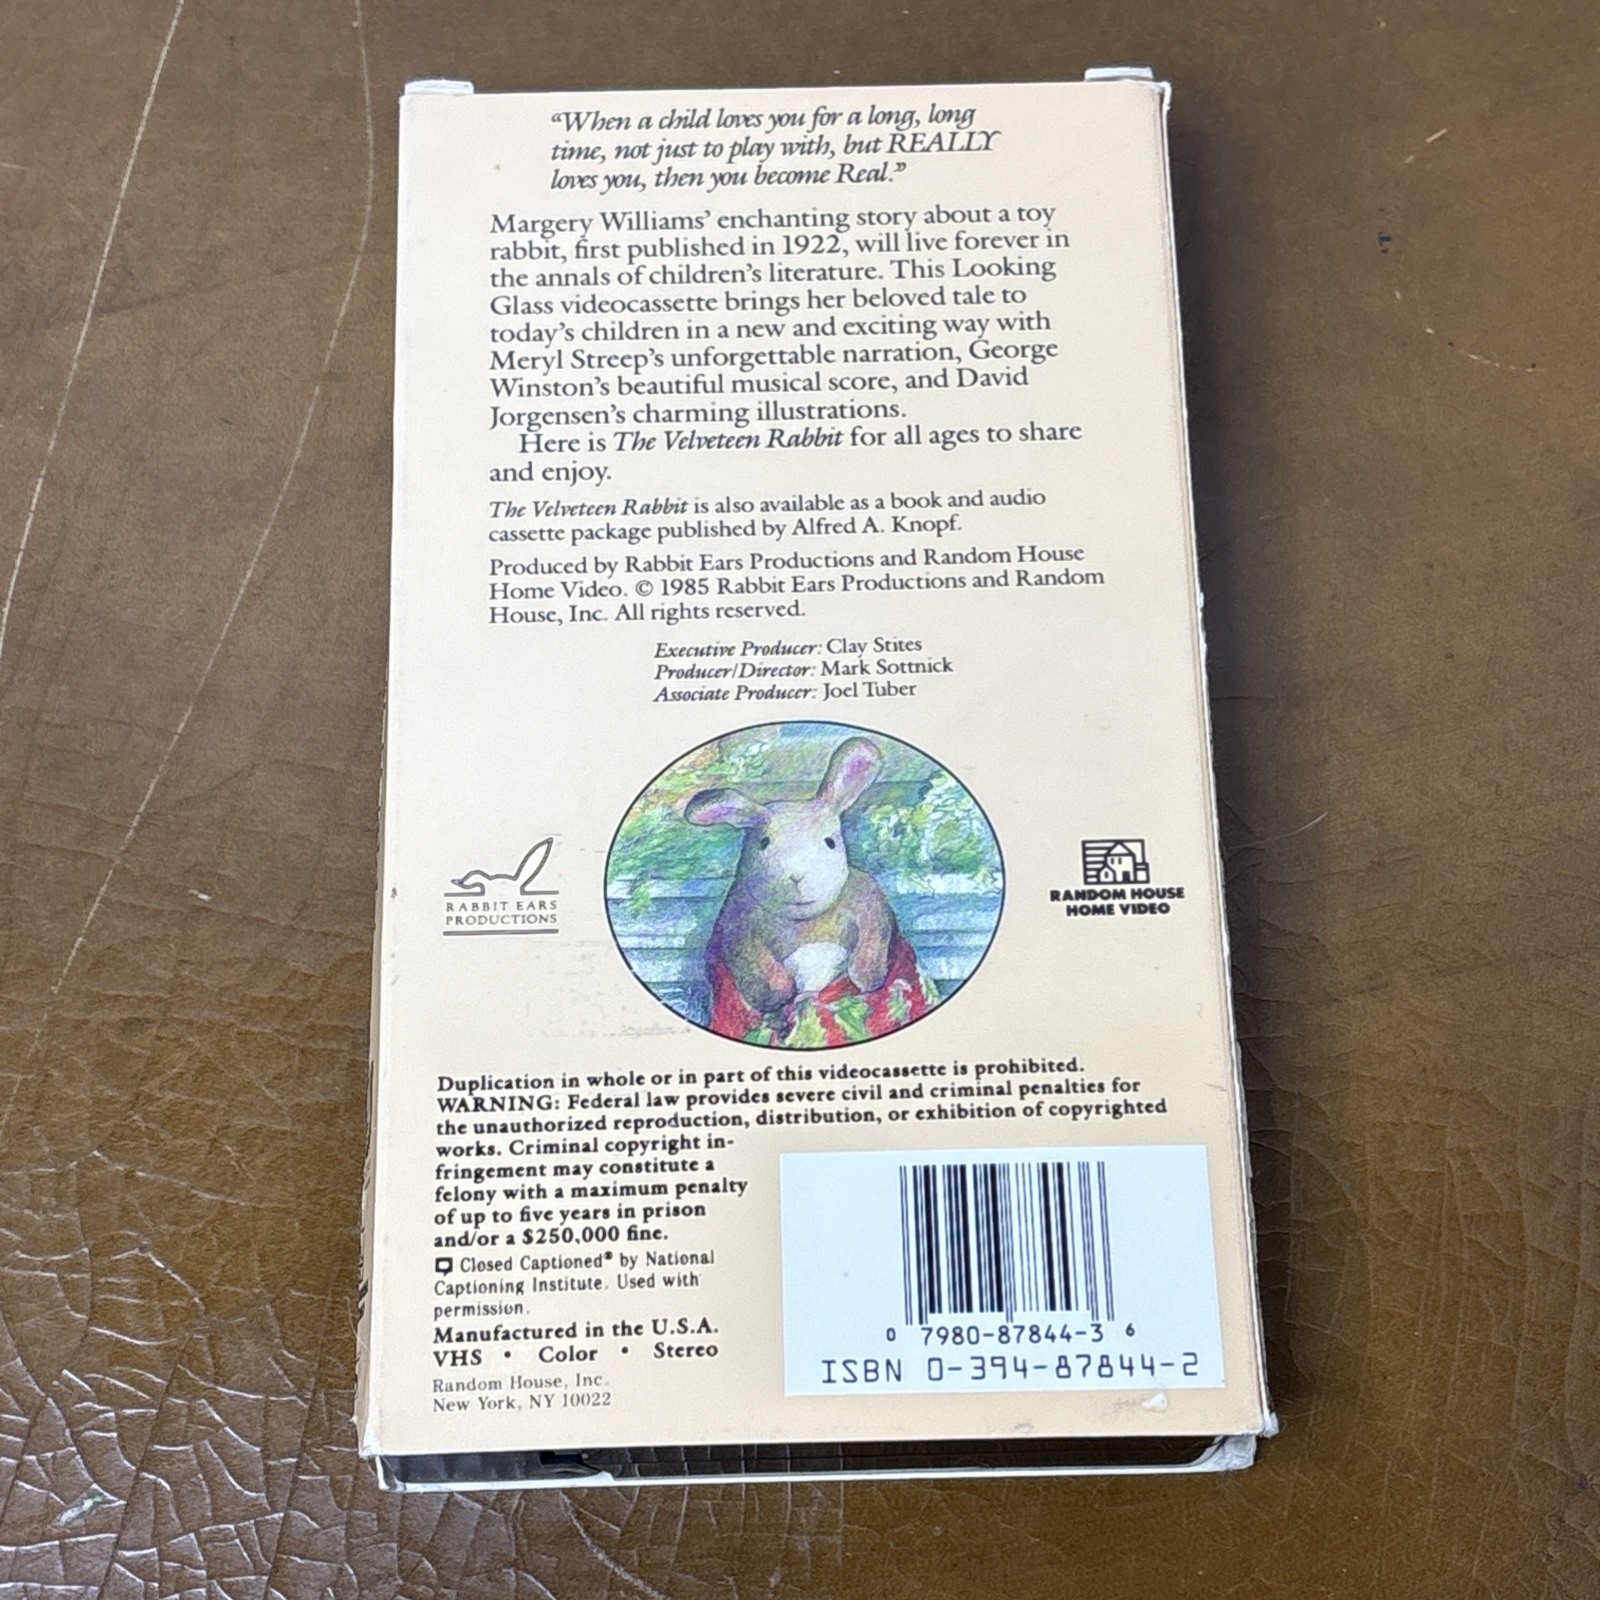 “When a child loves you for a long, long
time, not just to play with, but REALLY
loves you, then you become Real.”
Margery Williams’ enchanting story about a toy
rabbit, first published in 1922, will live forever in
the annals of children’s literature. This Looking
Glass videocassette brings her beloved tale to
today’s children in a new and exciting way with
Meryl Streep’s unforgettable narration, George
Winston’s beautiful musical score, and David
Jorgensen’s charming illustrations.
Here is The Velveteen Rabbit for all ages to share
and enjoy.
The Velveteen Rabbit is also available as a book and audio
cassette package published by Alfred A. Knopf.
Produced by Rabbit Ears Productions and Random House
Home Video. © 1985 Rabbit Ears Productions and Random
House, Inc. All rights reserved.
Executive Producer: Clay Stites
Producer/Director: Mark Sottnick
Associate Producer: Joel Tuber
RABBIT EARS
PRODUCTIONS
RANDOM HOUSE
HOME VIDEO
Duplication in whole or in part of this videocassette is prohibited.
WARNING: Federal law provides severe civil and criminal penalties for
the unauthorized reproduction, distribution, or exhibition of copyrighted
works. Criminal copyright in-
fringement may constitute a
felony with a maximum penalty
of up to five years in prison
and/or a $250,000 fine.
Closed Captioned® by National
Captioning Institute. Used with
permission.
Manufactured in the U.S.A.
VHS • Color • Stereo
Random House, Inc.
New York, NY 10022
0 7980-87844-3 6
ISBN 0-394-87844-2